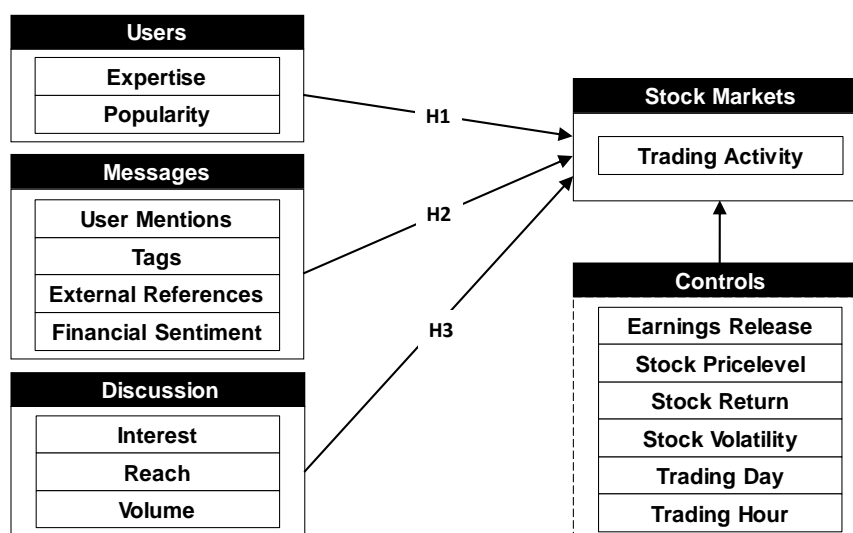 Users
Expertise
Popularity
H1
Stock Markets
Trading Activity
Messages
User Mentions
Tags
External References
Financial Sentiment
H2
Controls
Earnings Release
Stock Pricelevel
Stock Return
Stock Volatility
Trading Day
Trading Hour
H3
Discussion
Interest
Reach
Volume